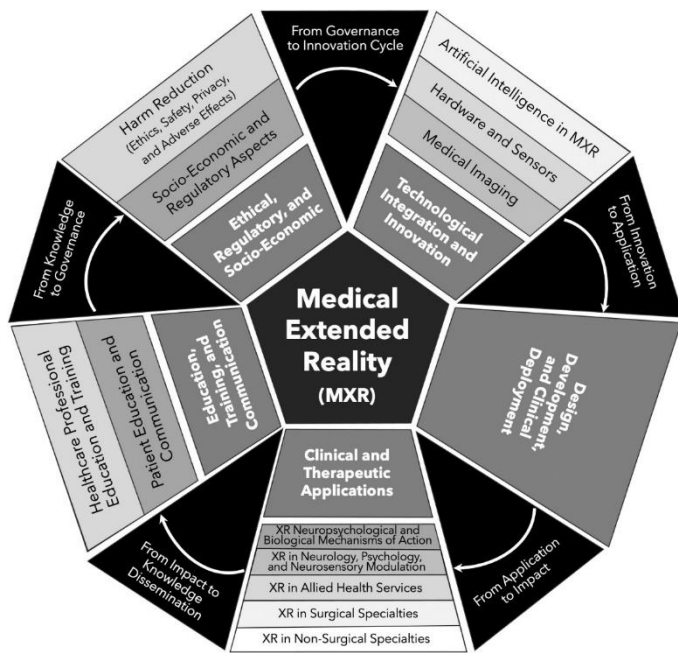 Medical
Extended
Reality
(MXR)
From Governance
to Innovation Cycle
Artificial Intelligence in MXR
Hardware and Sensors
Medical Imaging
Technological
Integration and
Innovation
From Innovation
to Application
Design,
Development,
and Clinical
Deployment
From Application
to Impact
Clinical and
Therapeutic
Applications
XR Neuropsychological and
Biological Mechanisms of Action
XR in Neurology, Psychology,
and Neurosensory Modulation
XR in Allied Health Services
XR in Surgical Specialties
XR in Non-Surgical Specialties
From Impact to
Knowledge
Dissemination
Healthcare Professional
Education and Training
Patient Education and
Communication
Education,
Training, and
Communication
From Knowledge
to Governance
Harm Reduction
(Ethics, Safety, Privacy,
and Adverse Effects)
Socio-Economic and
Regulatory Aspects
Ethical,
Regulatory, and
Socio-Economic